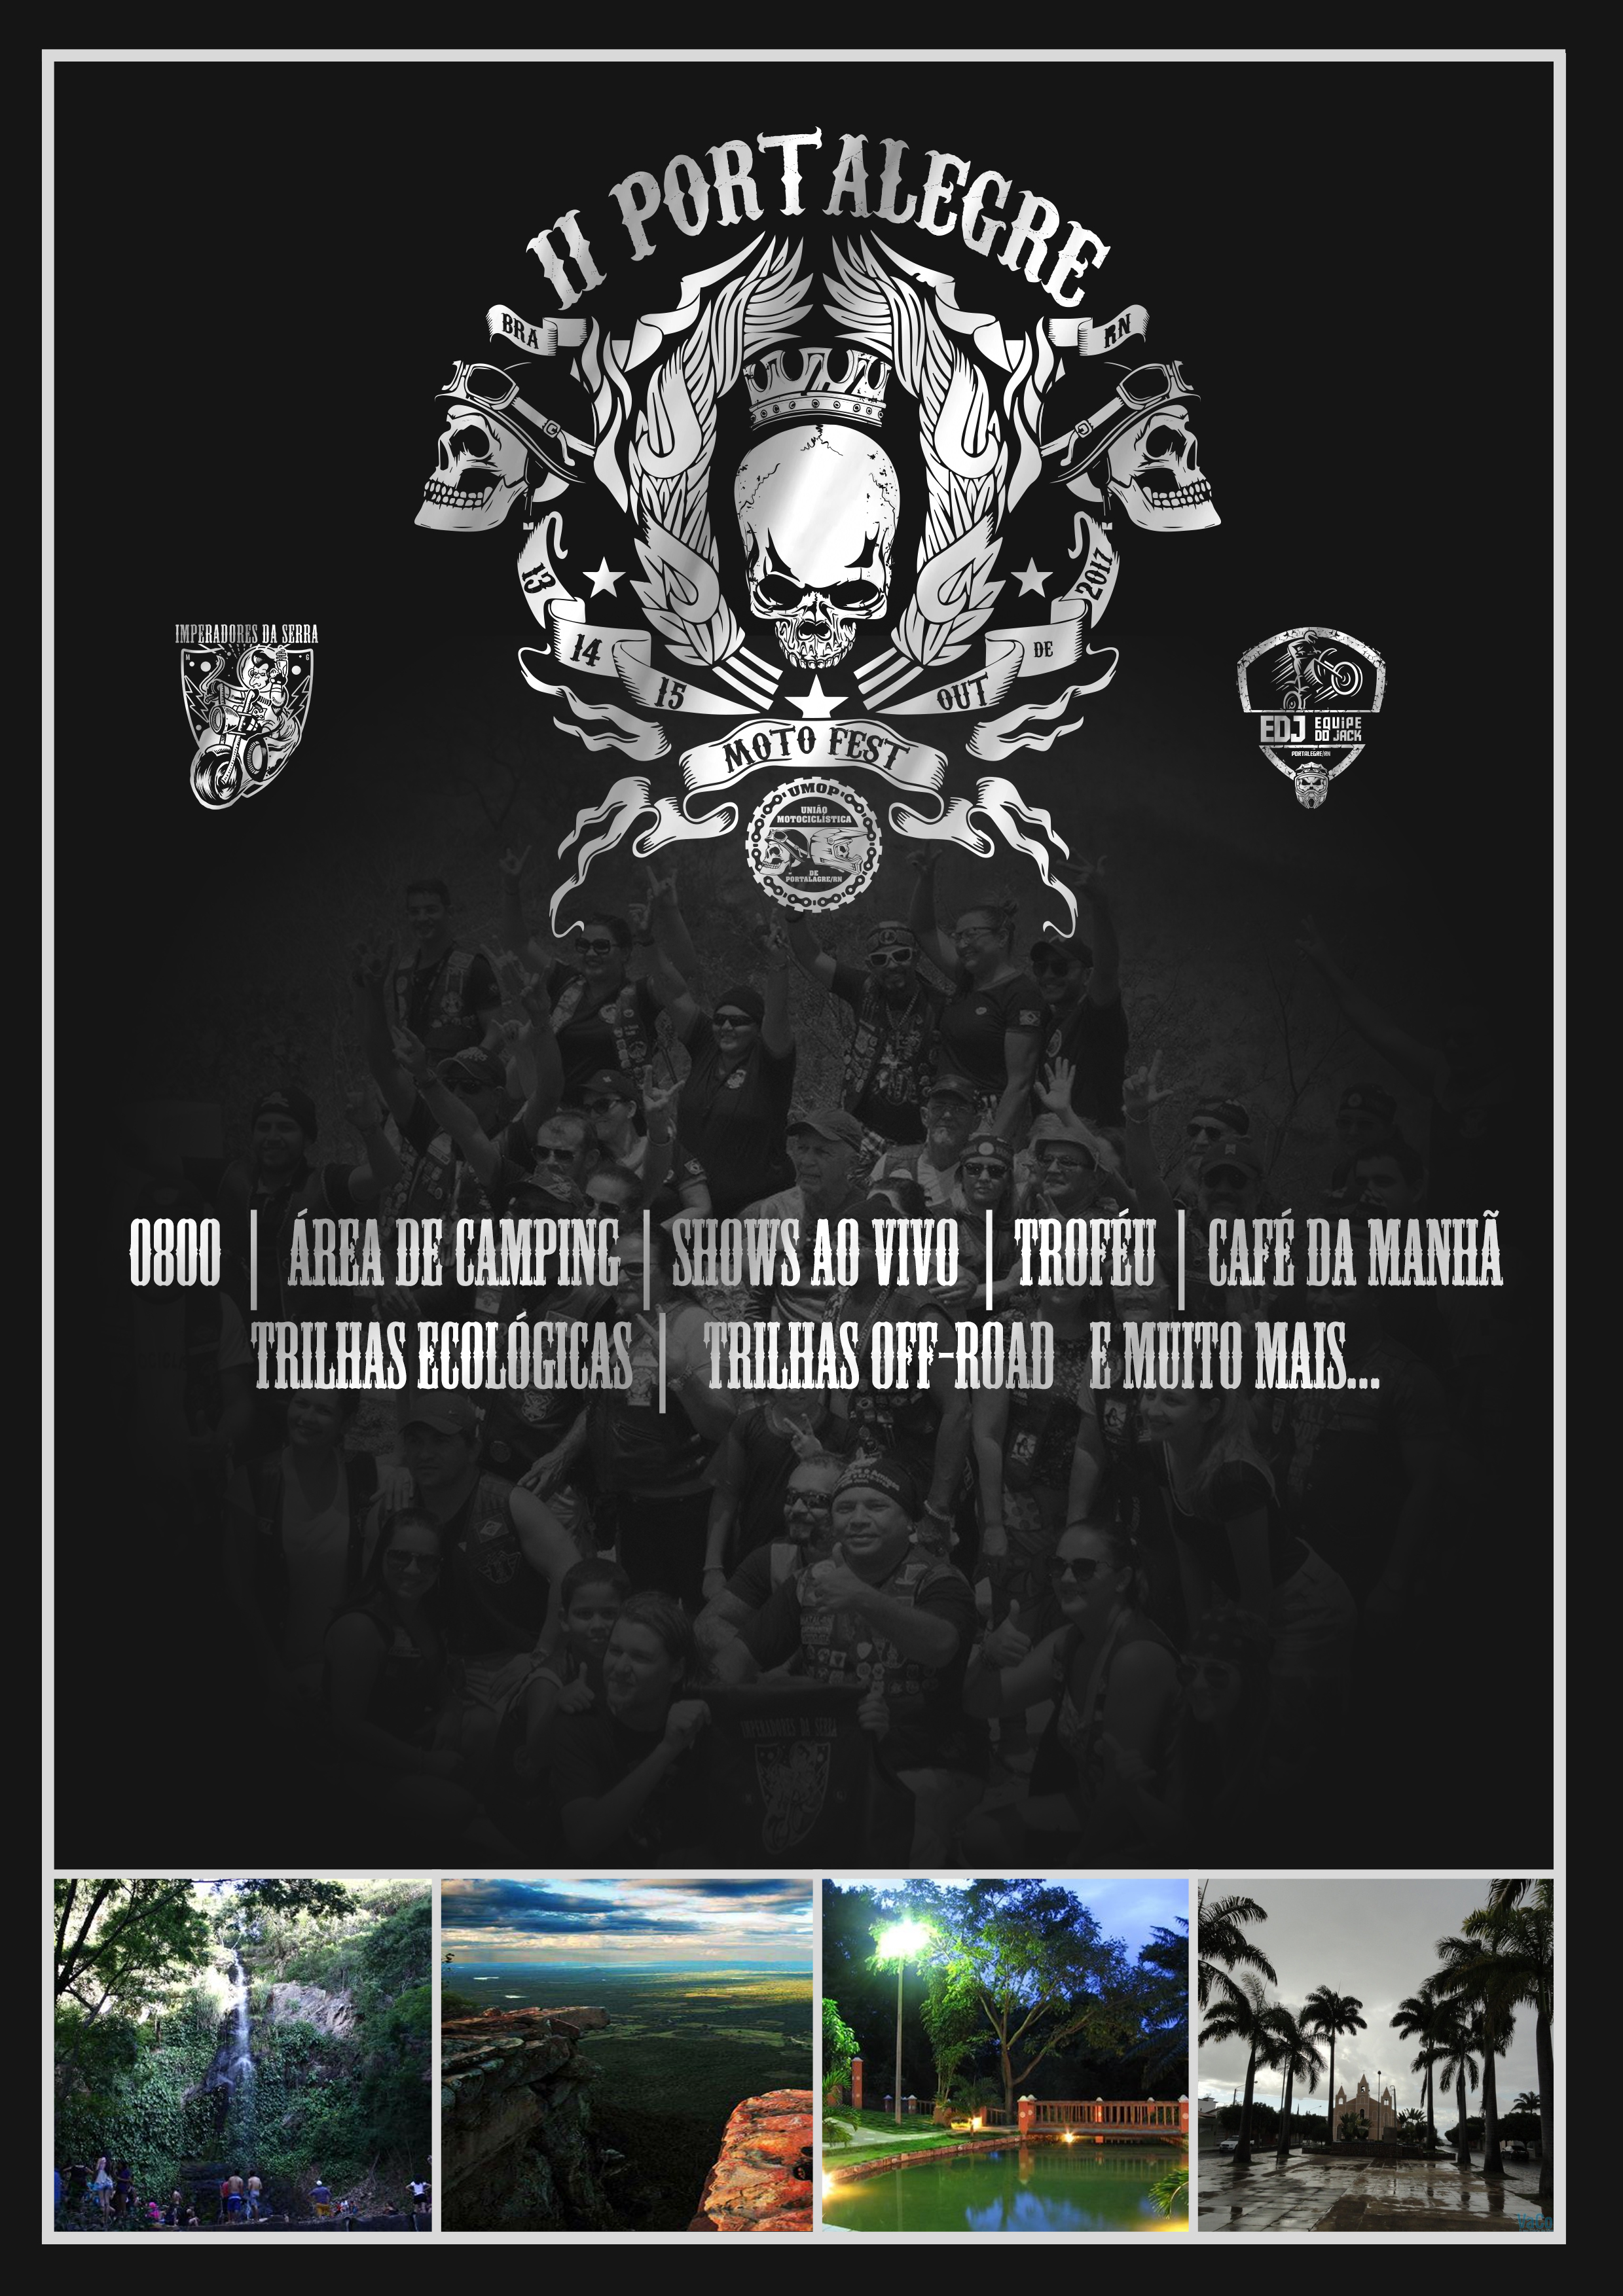 II PORTALEGRE
BRA
RN
13
14
15
OUT
DE
2017
MOTO FEST
UMOP
UNIÃO
MOTOCICLÍSTICA
DE
PORTALAGRE/RN
IMPERADORES DA SERRA
M G
EDJ EQUIPE
DO JACK
PORTALEGRE/RN
0800 | ÁREA DE CAMPING | SHOWS AO VIVO | TROFÉU | CAFÉ DA MANHÃ
TRILHAS ECOLÓGICAS | TRILHAS OFF-ROAD E MUITO MAIS...